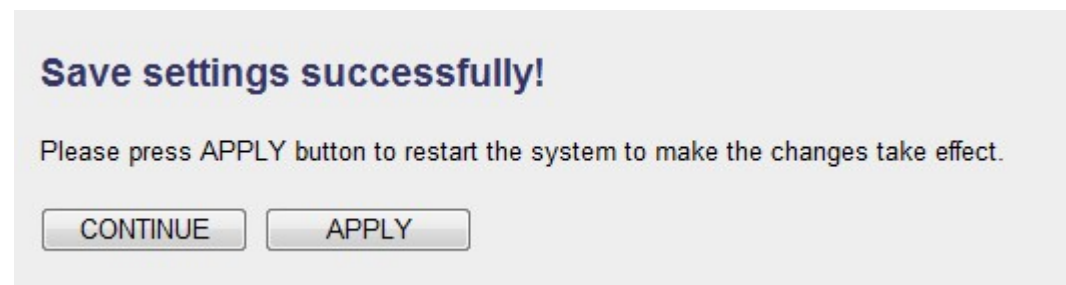 Save settings successfully!
Please press APPLY button to restart the system to make the changes take effect.
CONTINUE APPLY